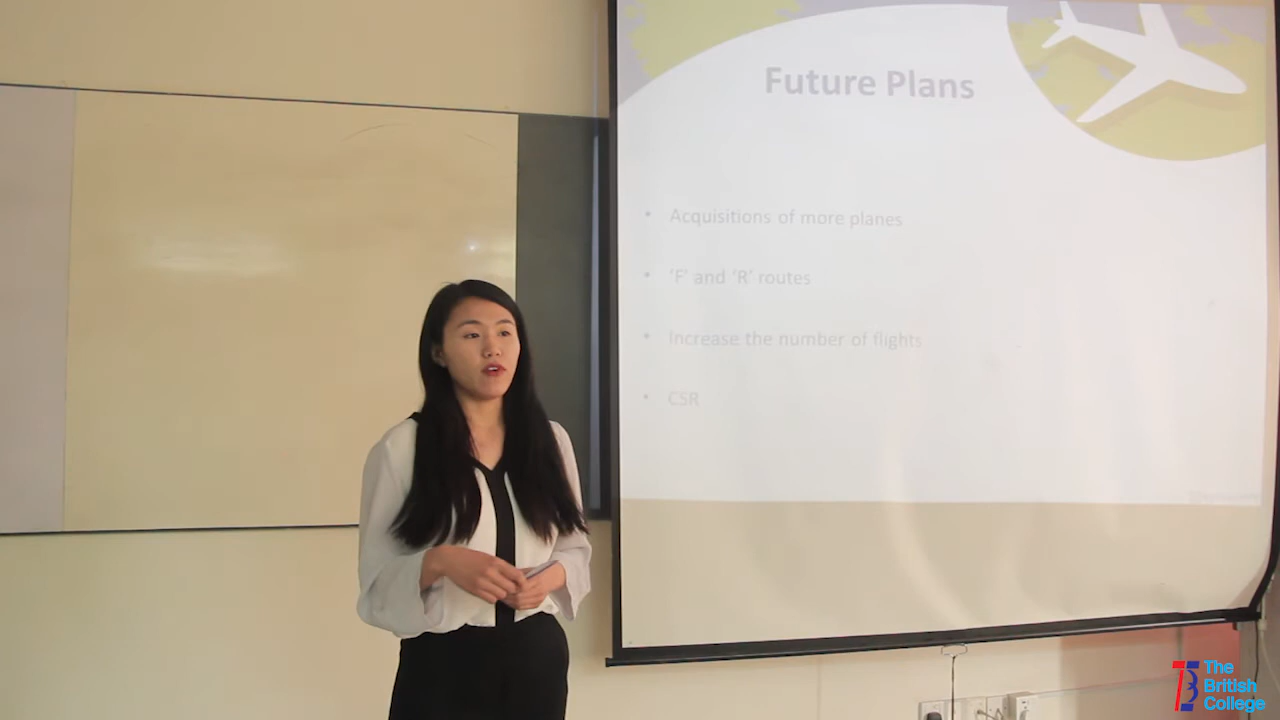 Future Plans
• Acquisitions of more planes
• ‘F’ and ‘R’ routes
• Increase the number of flights
• CSR
The
British
College